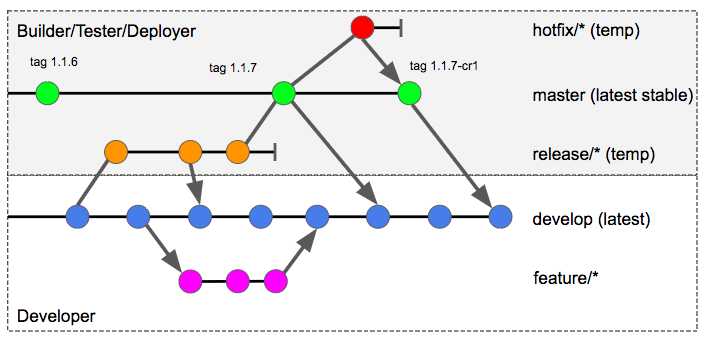 Builder/Tester/Deployer
hotfix/* (temp)
tag 1.1.6
tag 1.1.7
tag 1.1.7-cr1
master (latest stable)
release/* (temp)
develop (latest)
feature/*
Developer